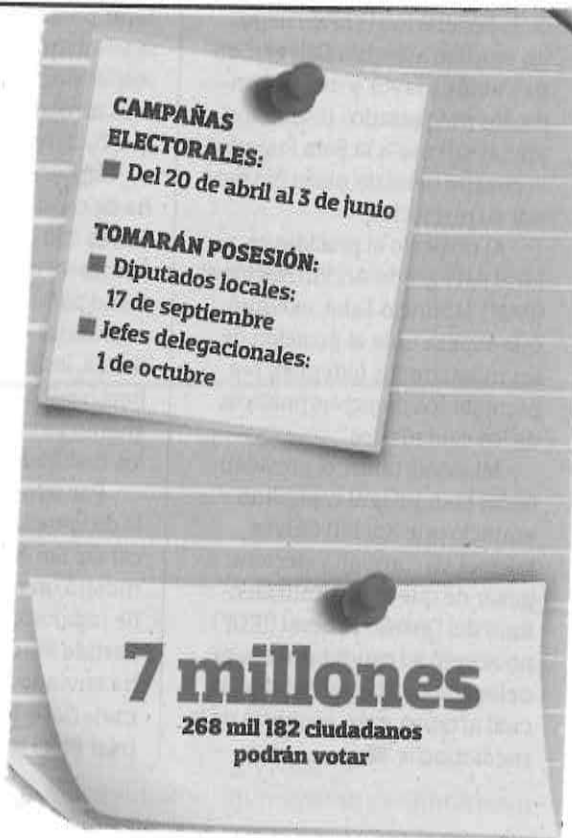 CAMPAÑAS
ELECTORALES:
Del 20 de abril al 3 de junio
TOMARÁN POSESIÓN:
Diputados locales:
17 de septiembre
Jefes delegacionales:
1 de octubre
7 millones
268 mil 182 ciudadanos
podrán votar